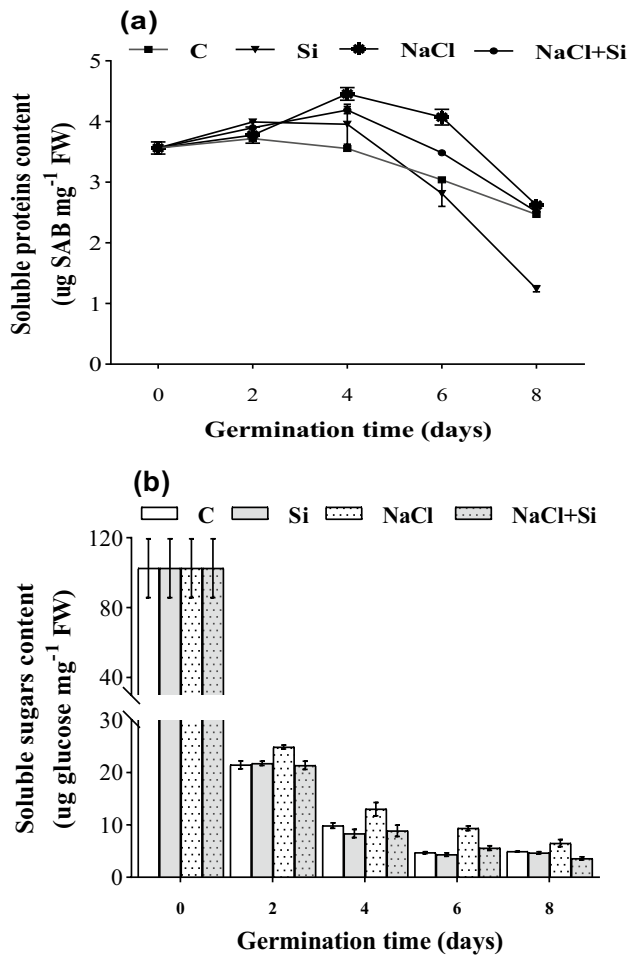 (a)
C Si NaCl NaCl+Si
Soluble proteins content
(ug SAB mg-1 FW)
5
4
3
2
1
0
0 2 4 6 8
Germination time (days)
(b)
C Si NaCl NaCl+Si
Soluble sugars content
(ug glucose mg-1 FW)
120
80
40
30
20
10
0
0 2 4 6 8
Germination time (days)